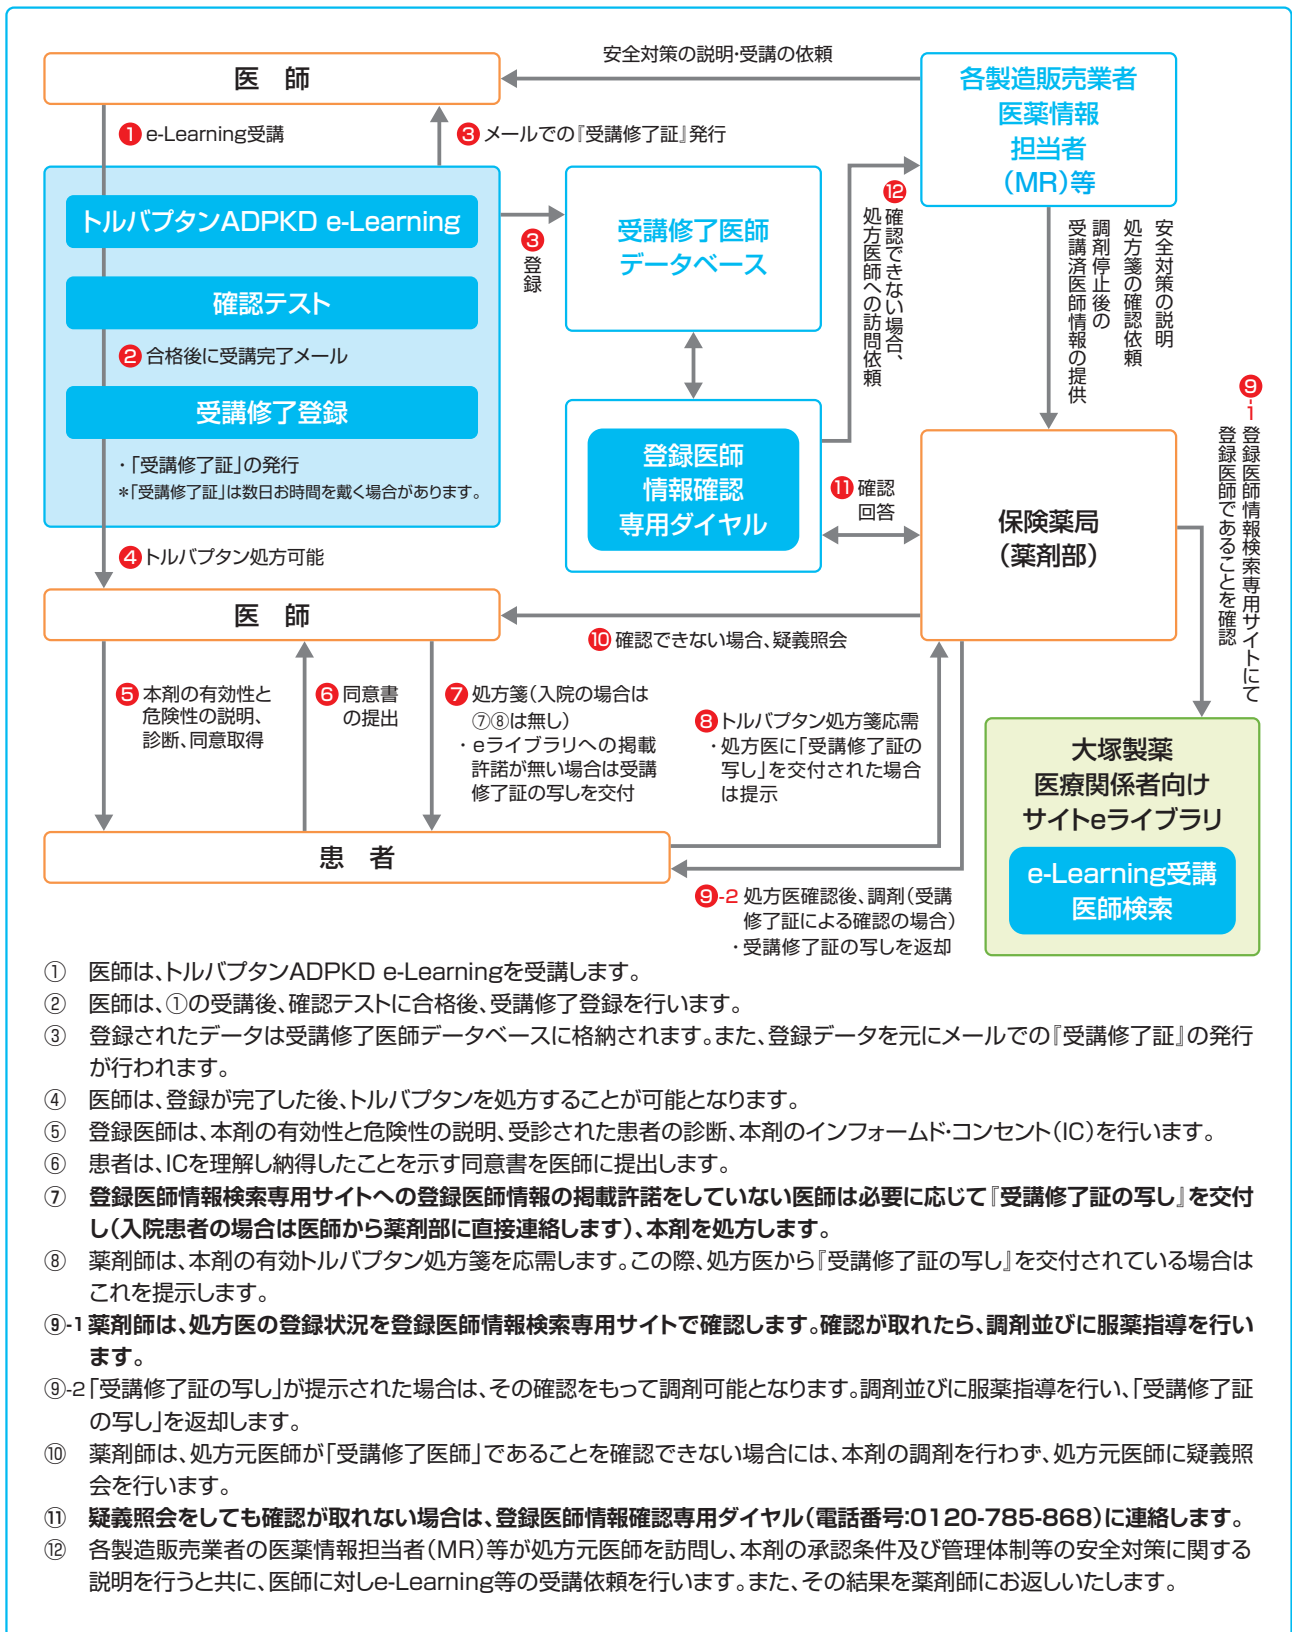 安全対策の説明・受講の依頼
医　師
各製造販売業者
医薬情報
担当者
（MR）等
❶ e-Learning受講
❸ メールでの『受講修了証』発行
トルバプタンADPKD e-Learning
❸
登録
受講修了医師
データベース
⓬ 確認できない場合、
処方医師への訪問依頼
安全対策の説明
処方箋の確認依頼
調剤停止後の
受講済医師情報の提供
確認テスト
❷ 合格後に受講完了メール
受講修了登録
・「受講修了証」の発行
＊「受講修了証」は数日お時間を戴く場合があります。
登録医師
情報確認
専用ダイヤル
⓫ 確認
回答
保険薬局
（薬剤部）
❾-1 登録医師情報検索専用サイトにて
登録医師であることを確認
❹ トルバプタン処方可能
医　師
❿ 確認できない場合、疑義照会
❺ 本剤の有効性と
危険性の説明、
診断、同意取得
❻ 同意書
の提出
❼ 処方箋（入院の場合は
⑦⑧は無し）
・eライブラリへの掲載
許諾が無い場合は受講
修了証の写しを交付
❽ トルバプタン処方箋応需
・処方医に「受講修了証の
写し」を交付された場合
は提示
大塚製薬
医療関係者向け
サイトeライブラリ
e-Learning受講
医師検索
患　者
❾-2 処方医確認後、調剤（受講
修了証による確認の場合）
・受講修了証の写しを返却
①　医師は、トルバプタンADPKD e-Learningを受講します。
②　医師は、①の受講後、確認テストに合格後、受講修了登録を行います。
③　登録されたデータは受講修了医師データベースに格納されます。また、登録データを元にメールでの『受講修了証』の発行
が行われます。
④　医師は、登録が完了した後、トルバプタンを処方することが可能となります。
⑤　登録医師は、本剤の有効性と危険性の説明、受診された患者の診断、本剤のインフォームド・コンセント（IC）を行います。
⑥　患者は、ICを理解し納得したことを示す同意書を医師に提出します。
⑦　登録医師情報検索専用サイトへの登録医師情報の掲載許諾をしていない医師は必要に応じて『受講修了証の写し』を交付
し（入院患者の場合は医師から薬剤部に直接連絡します）、本剤を処方します。
⑧　薬剤師は、本剤の有効トルバプタン処方箋を応需します。この際、処方医から『受講修了証の写し』を交付されている場合は
これを提示します。
⑨-1 薬剤師は、処方医の登録状況を登録医師情報検索専用サイトで確認します。確認が取れたら、調剤並びに服薬指導を行い
ます。
⑨-2 「受講修了証の写し」が提示された場合は、その確認をもって調剤可能となります。調剤並びに服薬指導を行い、「受講修了証
の写し」を返却します。
⑩　薬剤師は、処方元医師が「受講修了医師」であることを確認できない場合には、本剤の調剤を行わず、処方元医師に疑義照
会を行います。
⑪　疑義照会をしても確認が取れない場合は、登録医師情報確認専用ダイヤル（電話番号:0120-785-868）に連絡します。
⑫　各製造販売業者の医薬情報担当者（MR）等が処方元医師を訪問し、本剤の承認条件及び管理体制等の安全対策に関する
説明を行うと共に、医師に対しe-Learning等の受講依頼を行います。また、その結果を薬剤師にお返しいたします。